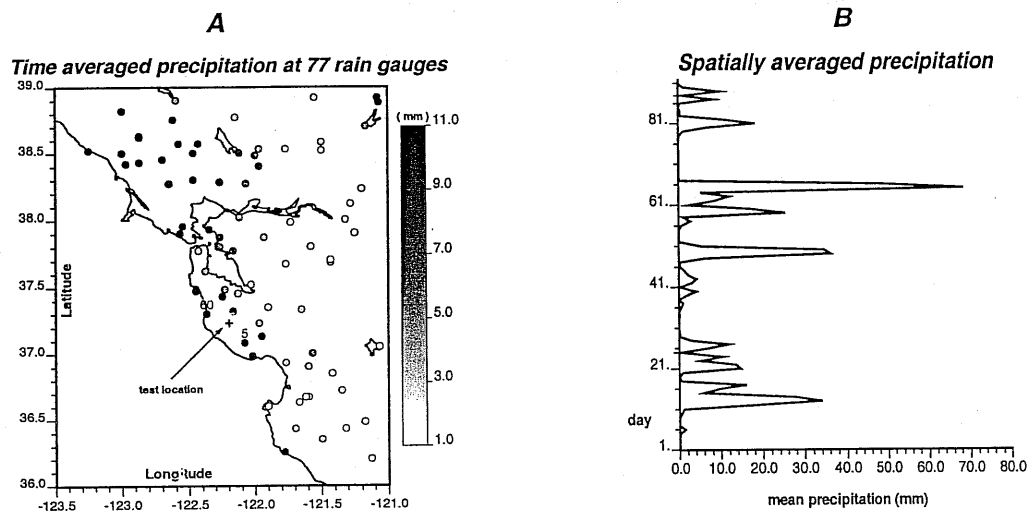 A
Time averaged precipitation at 77 rain gauges
39.0
38.5
38.0
37.5
37.0
36.5
36.0
Latitude
60
5
test location
Longitude
-123.5 -123.0 -122.5 -122.0 -121.5 -121.0
(mm)
11.0
9.0
7.0
5.0
3.0
1.0
B
Spatially averaged precipitation
81.
61.
41.
21.
day
1.
0.0 10.0 20.0 30.0 40.0 50.0 60.0 70.0 80.0
mean precipitation (mm)